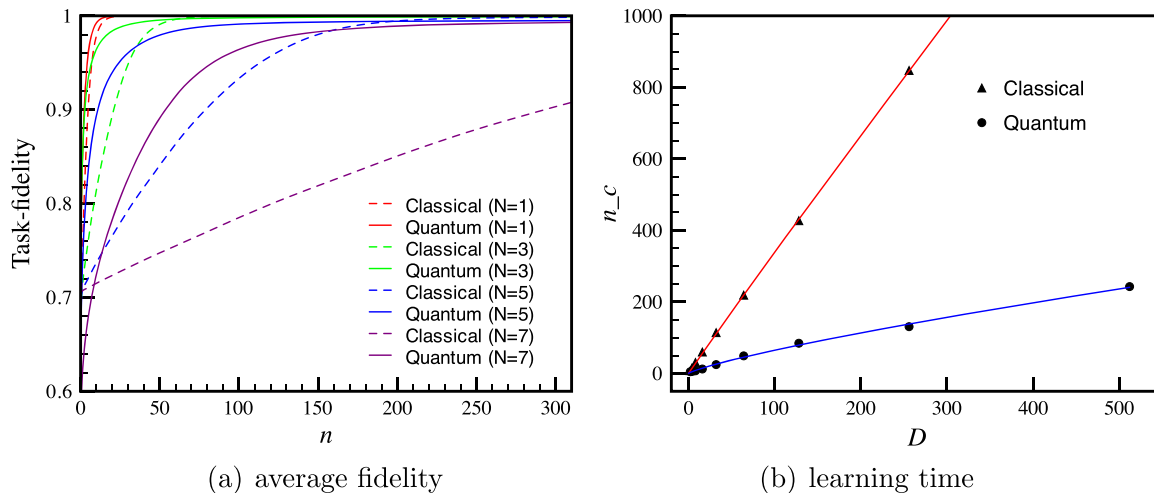 1
0.9
0.8
0.7
0.6
Task-fidelity
0 50 100 150 200 250 300
n
Classical (N=1)
Quantum (N=1)
Classical (N=3)
Quantum (N=3)
Classical (N=5)
Quantum (N=5)
Classical (N=7)
Quantum (N=7)
(a) average fidelity
1000
800
600
400
200
0
n_c
0 100 200 300 400 500
D
Classical
Quantum
(b) learning time